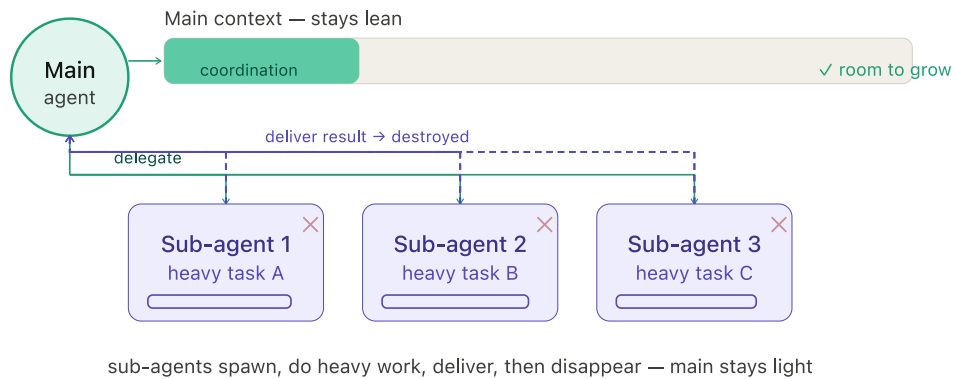 Main context — stays lean
Main
agent
coordination
✓ room to grow
deliver result → destroyed
delegate
Sub-agent 1
heavy task A
Sub-agent 2
heavy task B
Sub-agent 3
heavy task C
sub-agents spawn, do heavy work, deliver, then disappear — main stays light